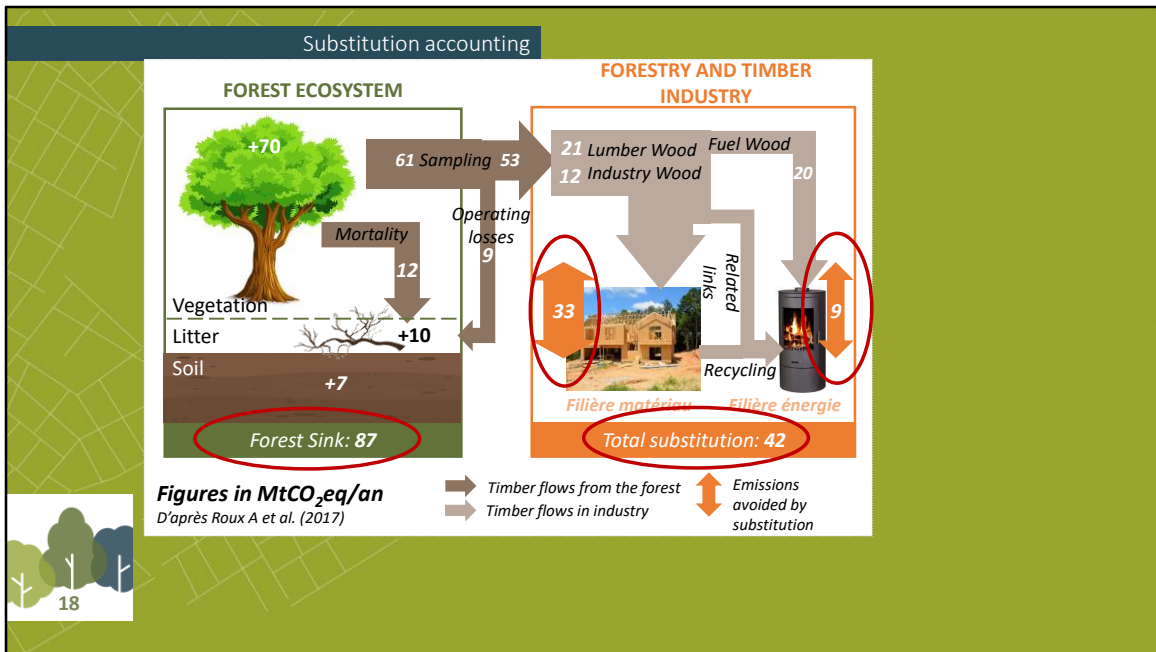 Substitution accounting
FOREST ECOSYSTEM
+70
61 Sampling 53
Mortality
12
Operating
losses
9
Vegetation
Litter
+10
Soil
+7
Forest Sink: 87
FORESTRY AND TIMBER
INDUSTRY
21 Lumber Wood
12 Industry Wood
Fuel Wood
20
33
Related
links
9
Recycling
Filière matériau
Filière énergie
Total substitution: 42
Figures in MtCO₂eq/an
D'après Roux A et al. (2017)
Timber flows from the forest
Timber flows in industry
Emissions
avoided by
substitution
18